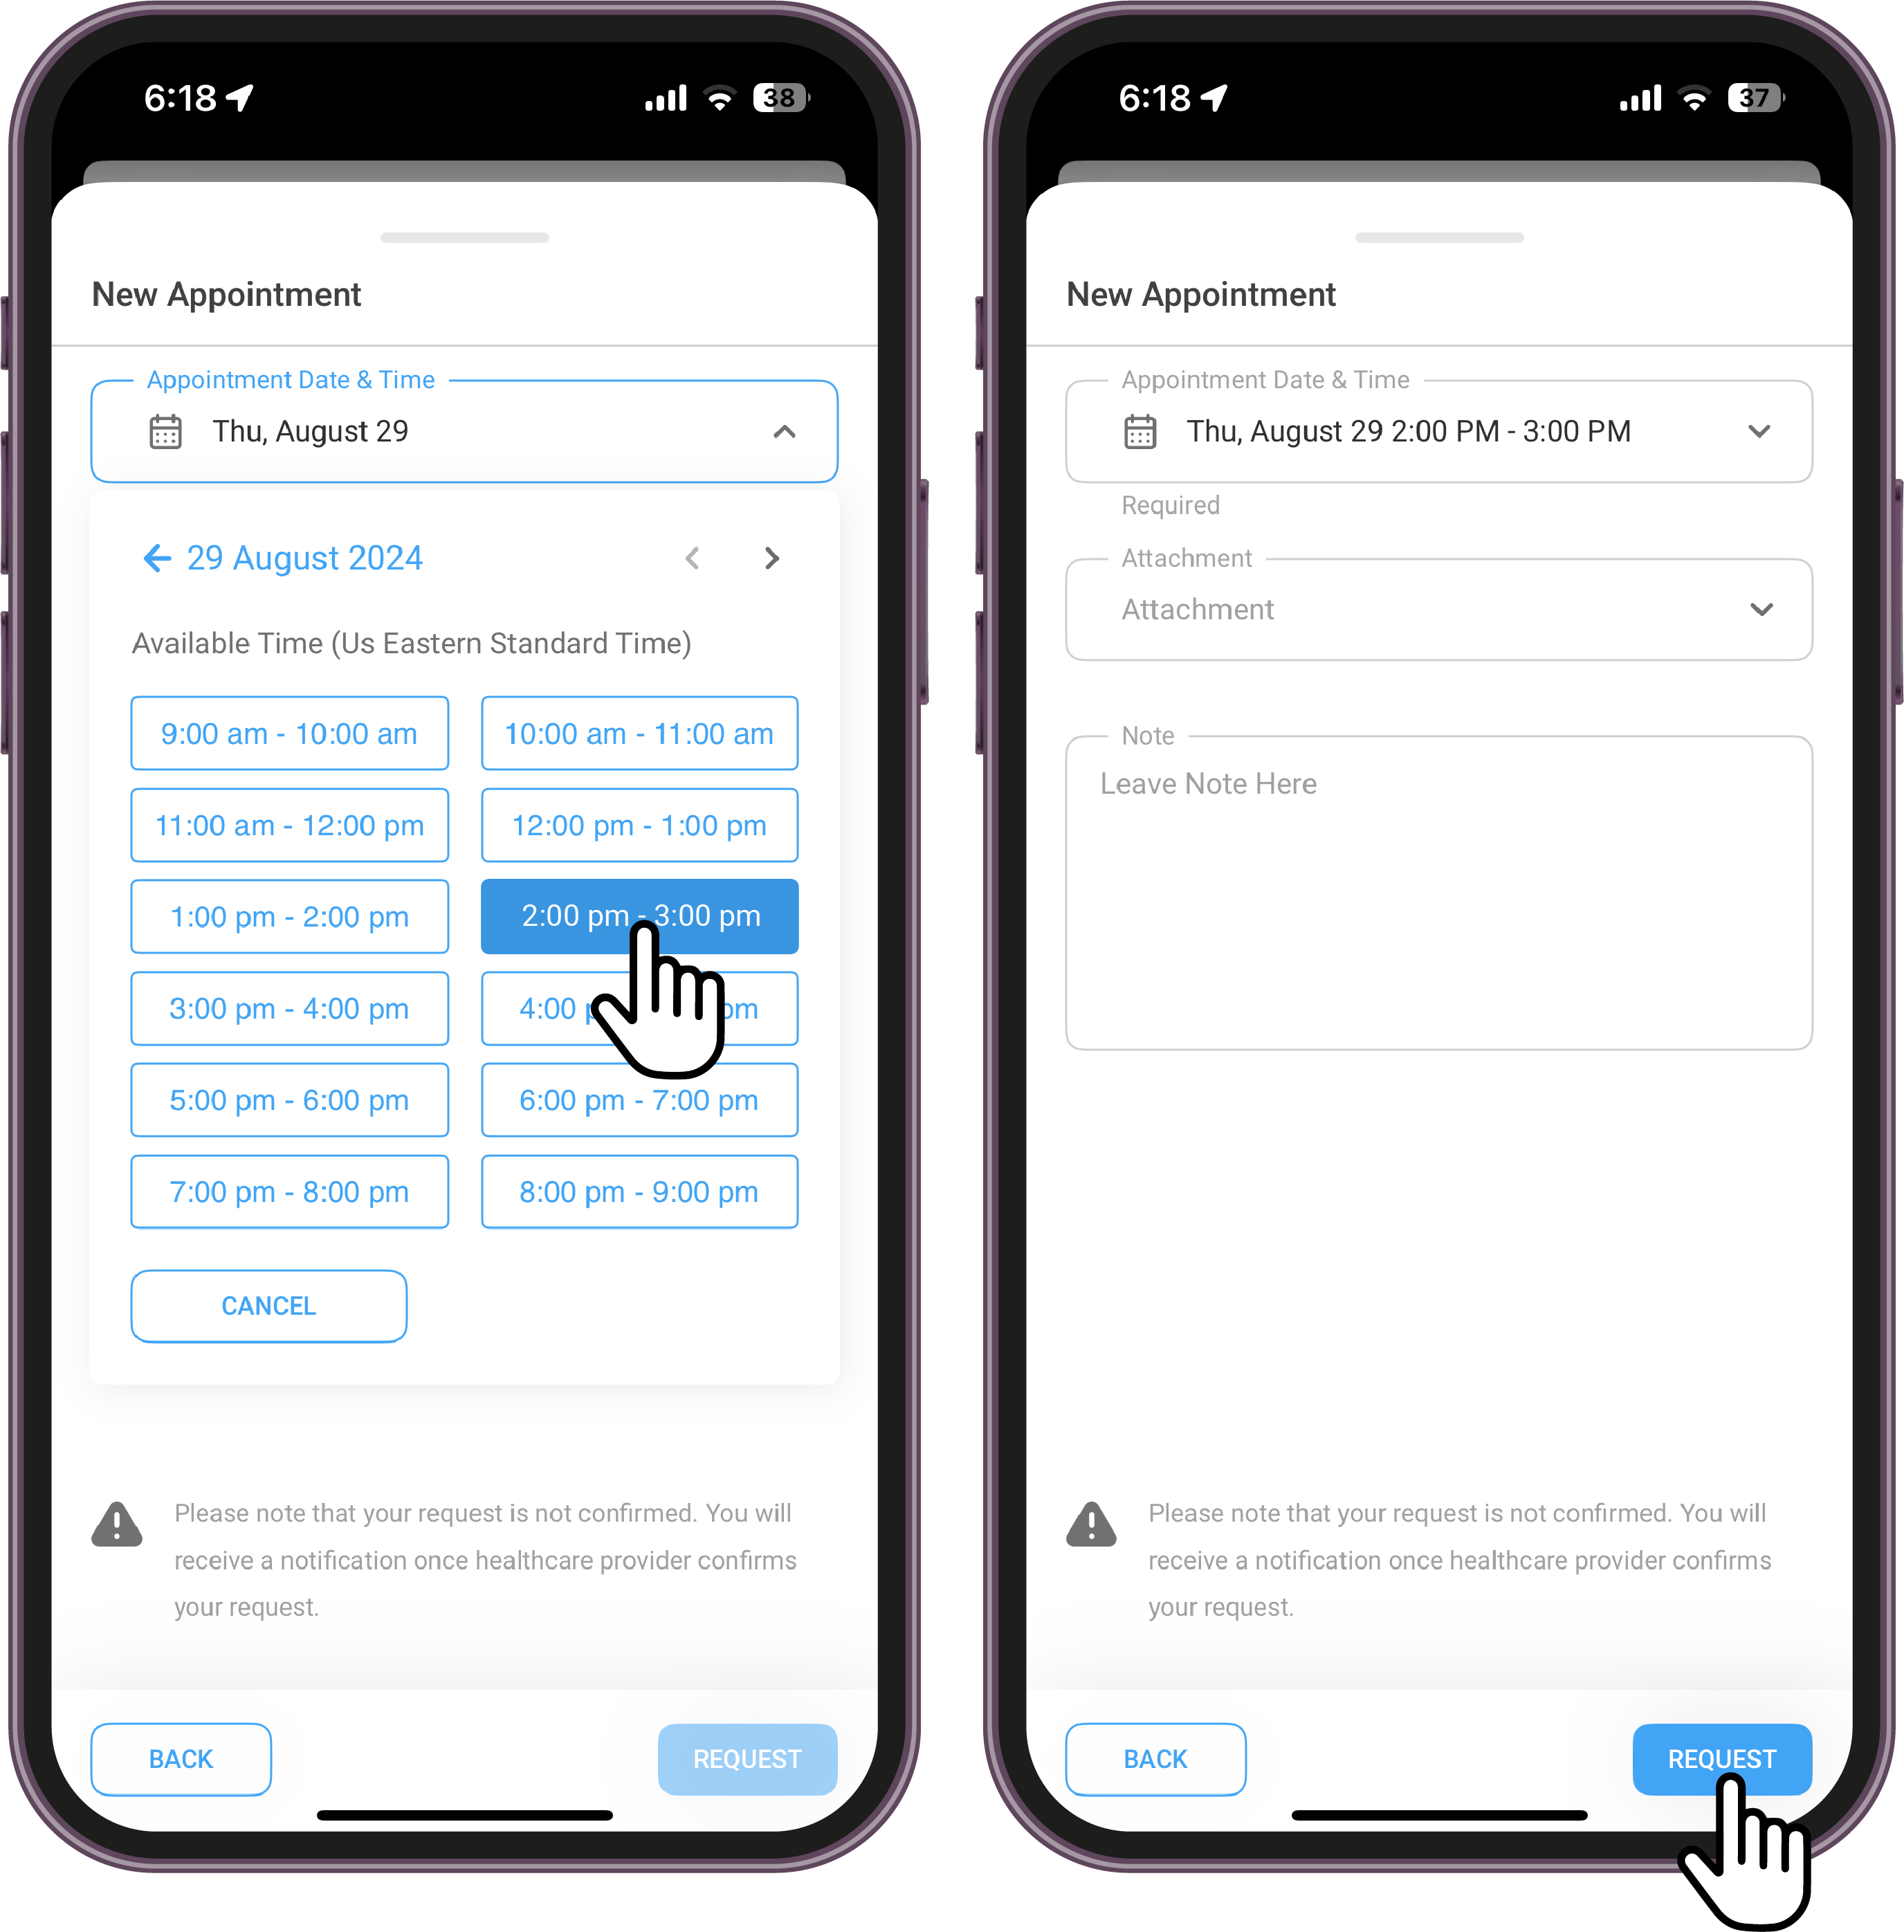 6:18
38
New Appointment
Appointment Date & Time
Thu, August 29
29 August 2024
Available Time (Us Eastern Standard Time)
9:00 am - 10:00 am
10:00 am - 11:00 am
11:00 am - 12:00 pm
12:00 pm - 1:00 pm
1:00 pm - 2:00 pm
2:00 pm - 3:00 pm
3:00 pm - 4:00 pm
4:00
5:00 pm - 6:00 pm
6:00 pm - 7:00 pm
7:00 pm - 8:00 pm
8:00 pm - 9:00 pm
CANCEL
Please note that your request is not confirmed. You will
receive a notification once healthcare provider confirms
your request.
BACK
REQUEST
6:18
37
New Appointment
Appointment Date & Time
Thu, August 29 2:00 PM - 3:00 PM
Required
Attachment
Attachment
Note
Leave Note Here
Please note that your request is not confirmed. You will
receive a notification once healthcare provider confirms
your request.
BACK
REQUEST